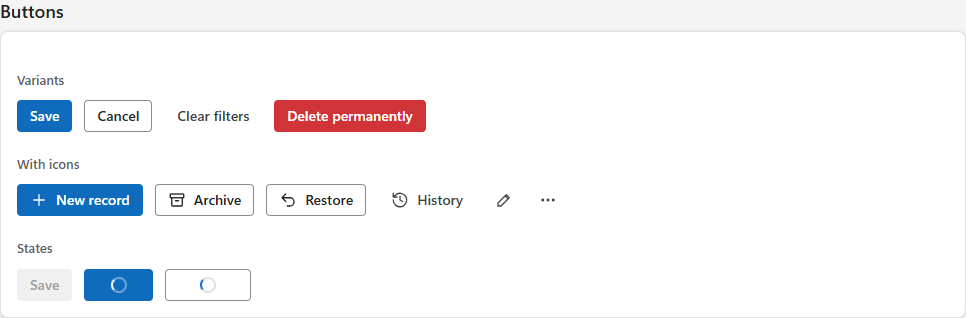 Buttons
Variants
Save Cancel Clear filters Delete permanently
With icons
New record Archive Restore History
States
Save